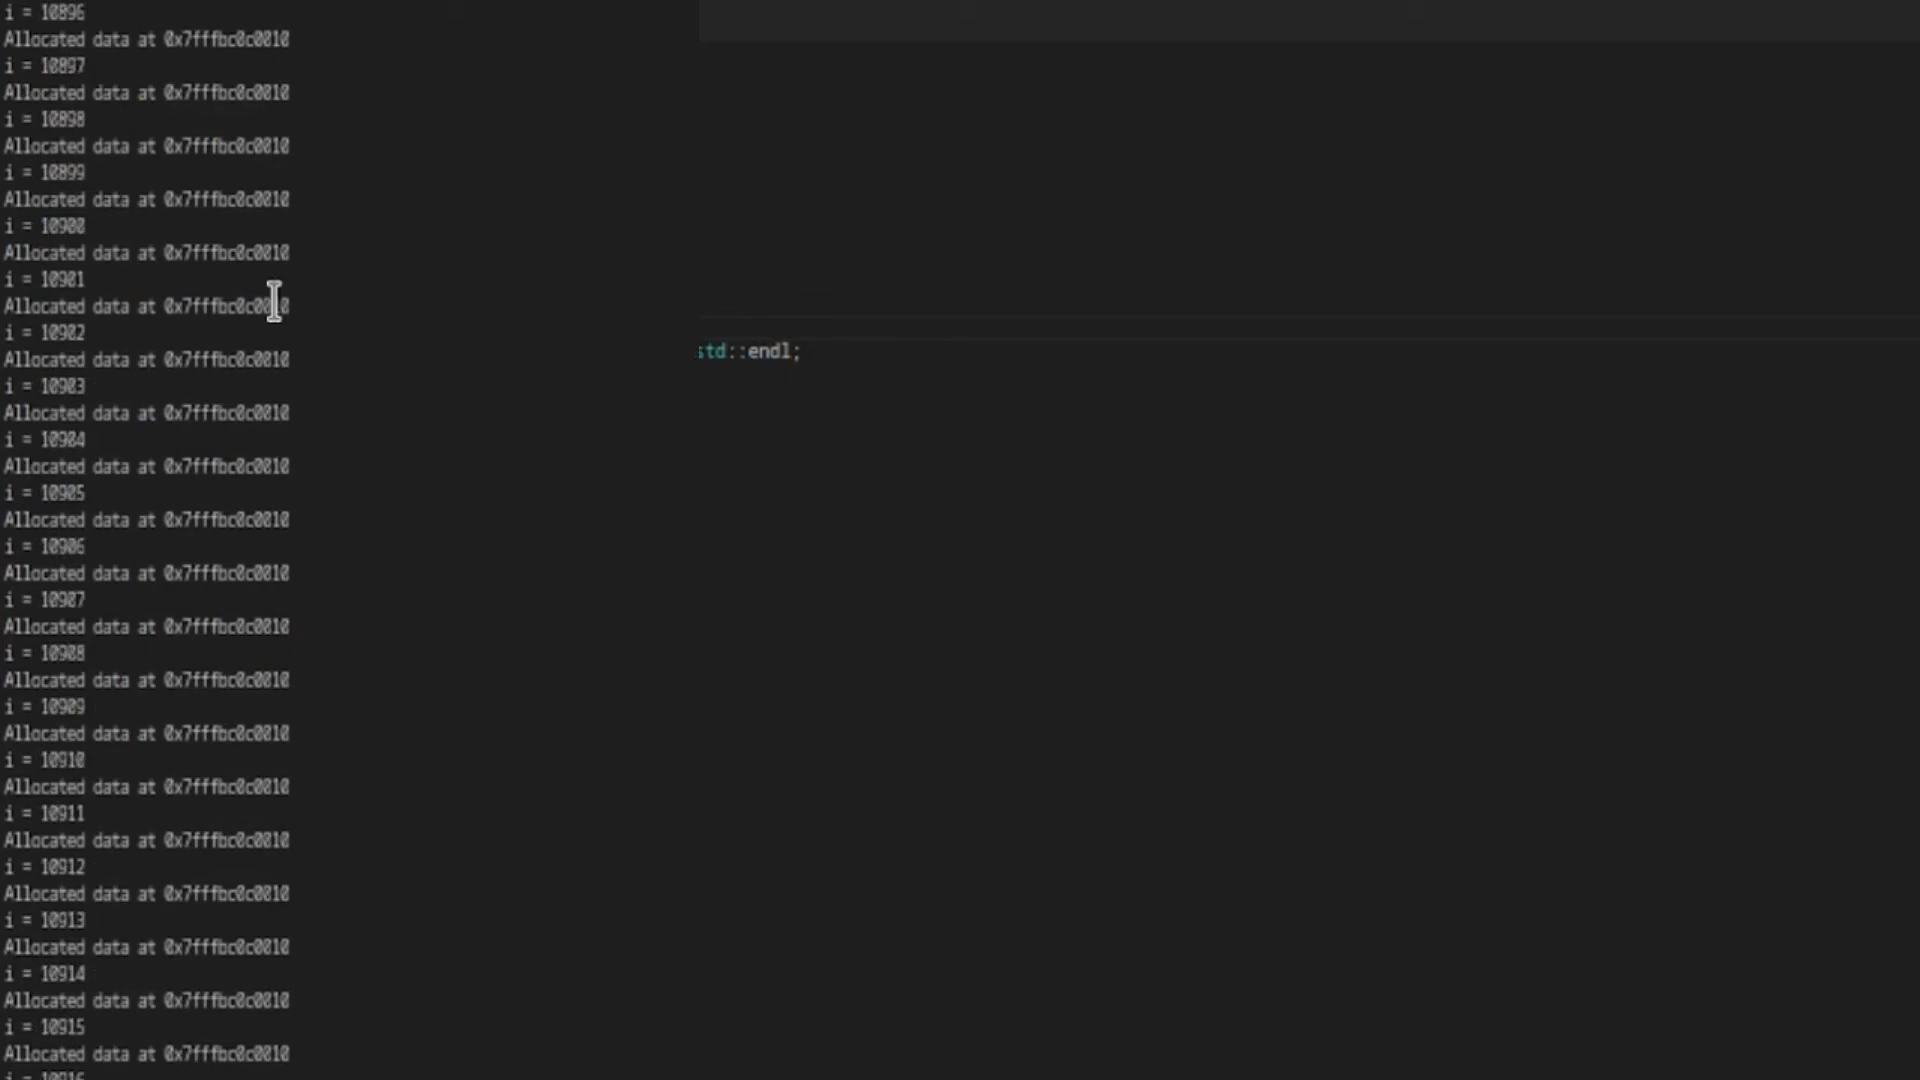 i = 10896
Allocated data at 0x7fffbc0c0010
i = 10897
Allocated data at 0x7fffbc0c0010
i = 10898
Allocated data at 0x7fffbc0c0010
i = 10899
Allocated data at 0x7fffbc0c0010
i = 10900
Allocated data at 0x7fffbc0c0010
i = 10901
Allocated data at 0x7fffbc0c0010
i = 10902
std::endl;
Allocated data at 0x7fffbc0c0010
i = 10903
Allocated data at 0x7fffbc0c0010
i = 10904
Allocated data at 0x7fffbc0c0010
i = 10905
Allocated data at 0x7fffbc0c0010
i = 10906
Allocated data at 0x7fffbc0c0010
i = 10907
Allocated data at 0x7fffbc0c0010
i = 10908
Allocated data at 0x7fffbc0c0010
i = 10909
Allocated data at 0x7fffbc0c0010
i = 10910
Allocated data at 0x7fffbc0c0010
i = 10911
Allocated data at 0x7fffbc0c0010
i = 10912
Allocated data at 0x7fffbc0c0010
i = 10913
Allocated data at 0x7fffbc0c0010
i = 10914
Allocated data at 0x7fffbc0c0010
i = 10915
Allocated data at 0x7fffbc0c0010
i = 10916